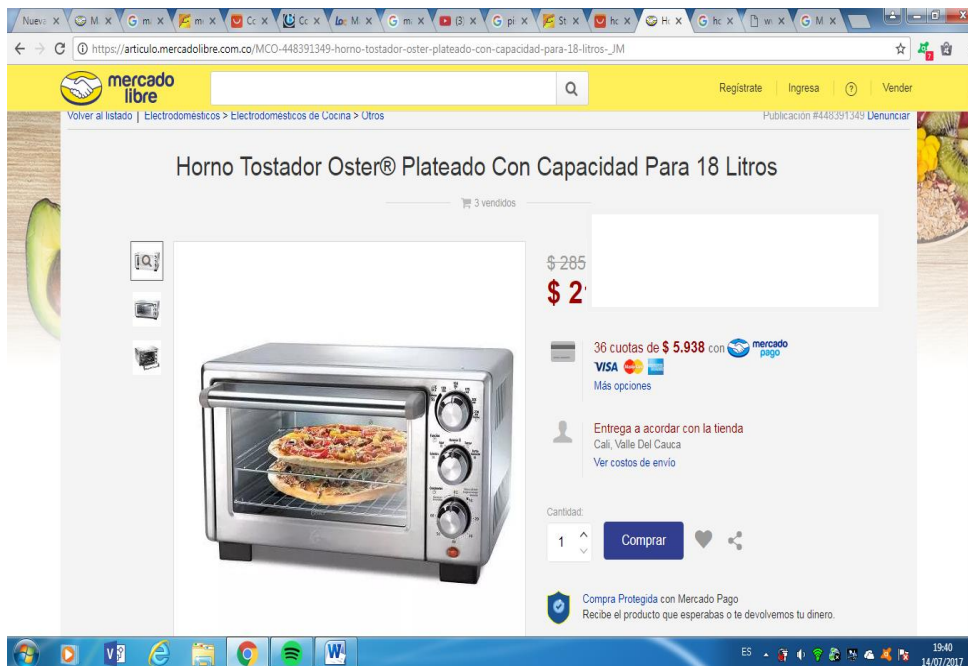 Nueva
https://articulo.mercadolibre.com.co/MCO-448391349-horno-tostador-oster-plateado-con-capacidad-para-18-litros-_JM
mercado
libre
Regístrate Ingresa ? Vender
Volver al listado | Electrodomésticos > Electrodomésticos de Cocina > Otros
Publicación #448391349 Denunciar
Horno Tostador Oster® Plateado Con Capacidad Para 18 Litros
3 vendidos
$ 285
$ 2
36 cuotas de $ 5.938 con mercado pago
VISA
Más opciones
Entrega a acordar con la tienda
Cali, Valle Del Cauca
Ver costos de envío
Cantidad:
1 Comprar
Compra Protegida con Mercado Pago
Recibe el producto que esperabas o te devolvemos tu dinero.
ES 19:40
14/07/2017